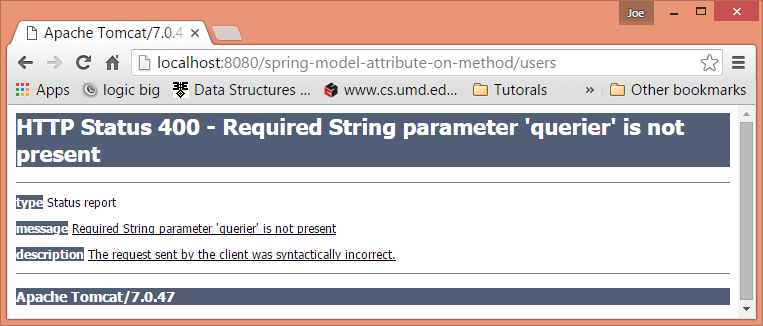 Joe
Apache Tomcat/7.0.4
localhost:8080/spring-model-attribute-on-method/users
Apps logic big Data Structures ... www.cs.umd.ed... Tutorals » Other bookmarks
HTTP Status 400 - Required String parameter 'querier' is not
present
type Status report
message Required String parameter 'querier' is not present
description The request sent by the client was syntactically incorrect.
Apache Tomcat/7.0.47